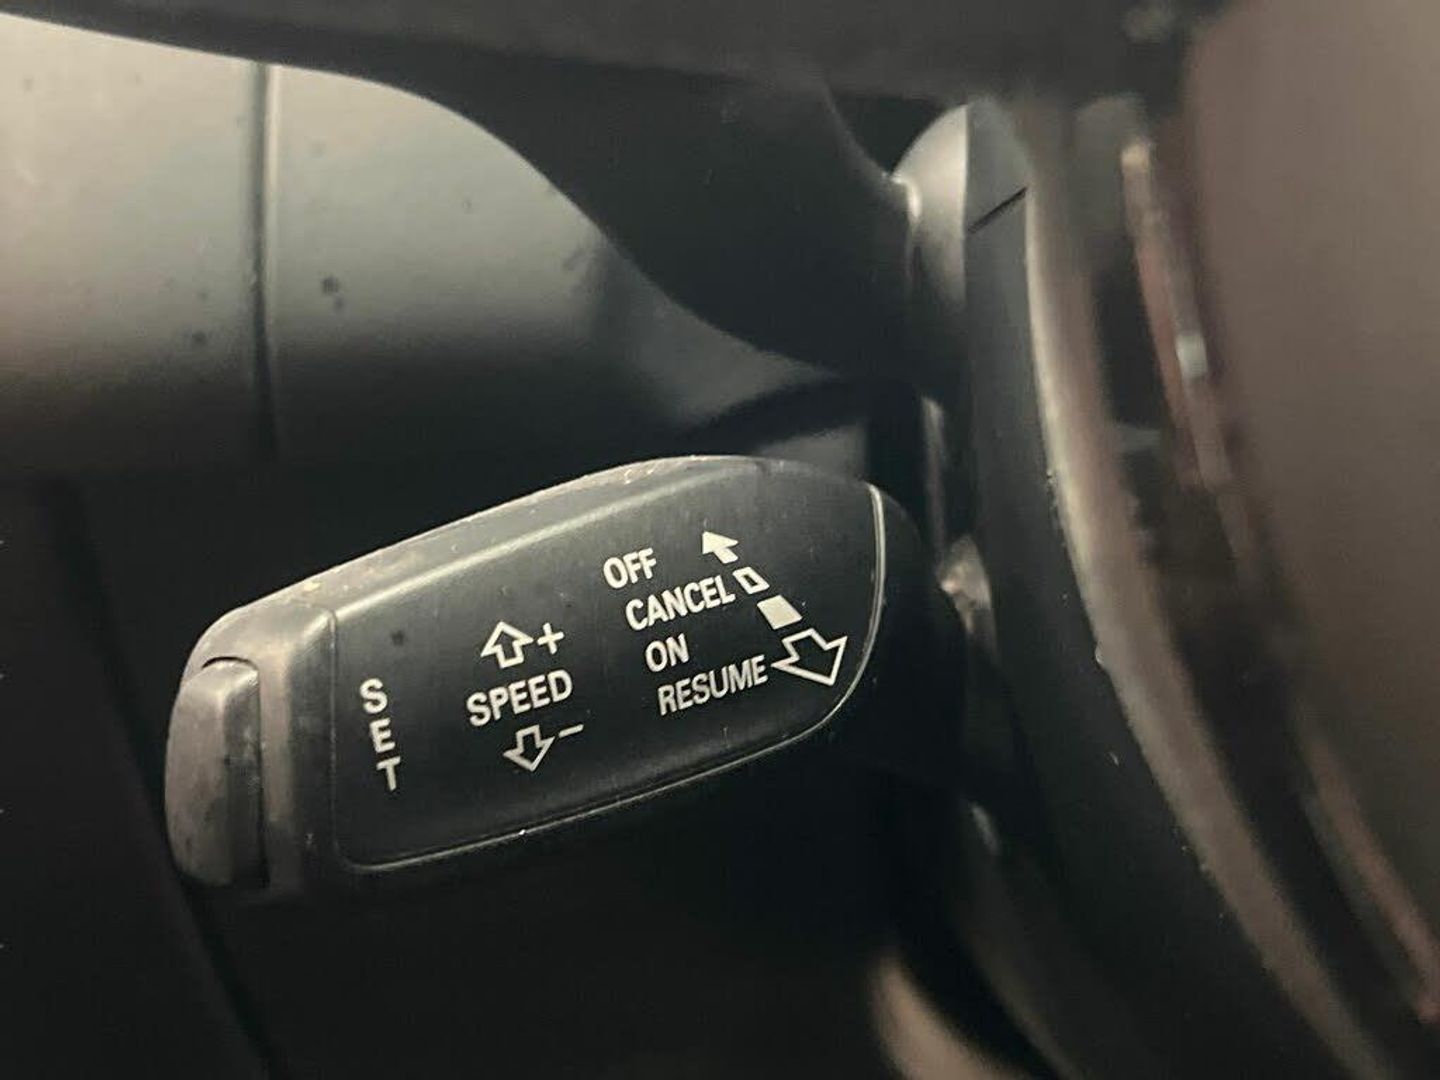 OFF
CANCEL
ON
RESUME
+
SPEED
−
SET